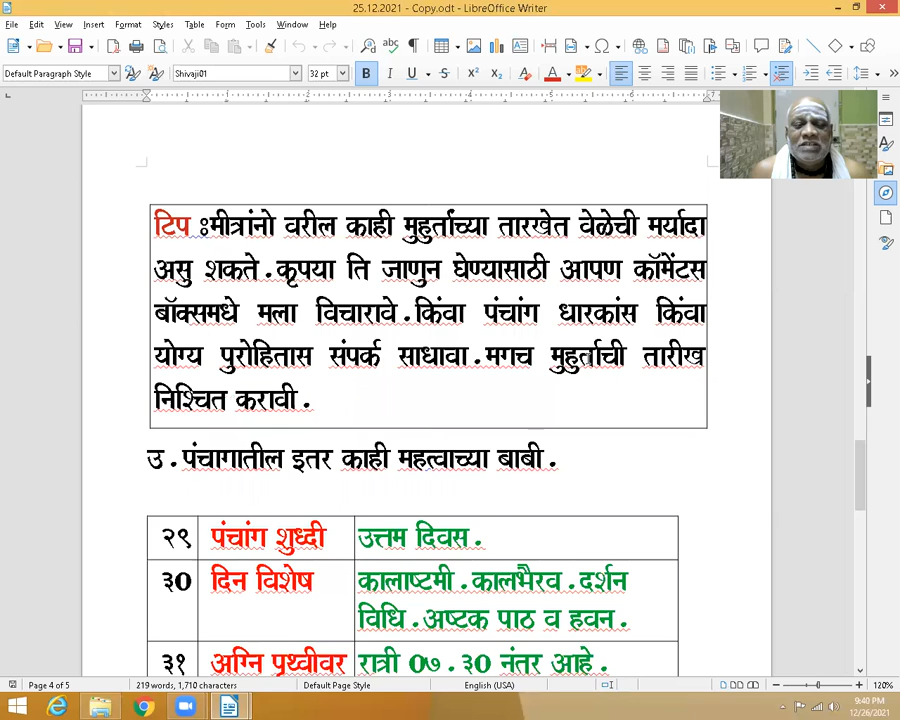 25.12.2021 - Copy.odt - LibreOffice Writer
File Edit View Insert Format Styles Table Form Tools Window Help
Default Paragraph Style Shivaji01 32 pt
टिप :मीत्रांनो वरील काही मुहुर्ताच्या तारखेत वेळेची मर्यादा
असु शकते.कृपया ति जाणुन घेण्यासाठी आपण कॉमेंटस
बॉक्समधे मला विचारावे.किंवा पंचांग धारकांस किंवा
योग्य पुरोहितास संपर्क साधावा.मगच मुहुर्ताची तारीख
निश्चित करावी.
उ.पंचागातील इतर काही महत्वाच्या बाबी.
२९ पंचांग शुध्दी उत्तम दिवस.
३0 दिन विशेष कालाष्टमी.कालभैरव.दर्शन
विधि.अष्टक पाठ व हवन.
३१ अग्नि प्रथ्वीवर रात्री 0७.३0 नंतर आहे.
Page 4 of 5 219 words, 1,710 characters Default Page Style English (USA) 120%
9:40 PM
12/26/2021